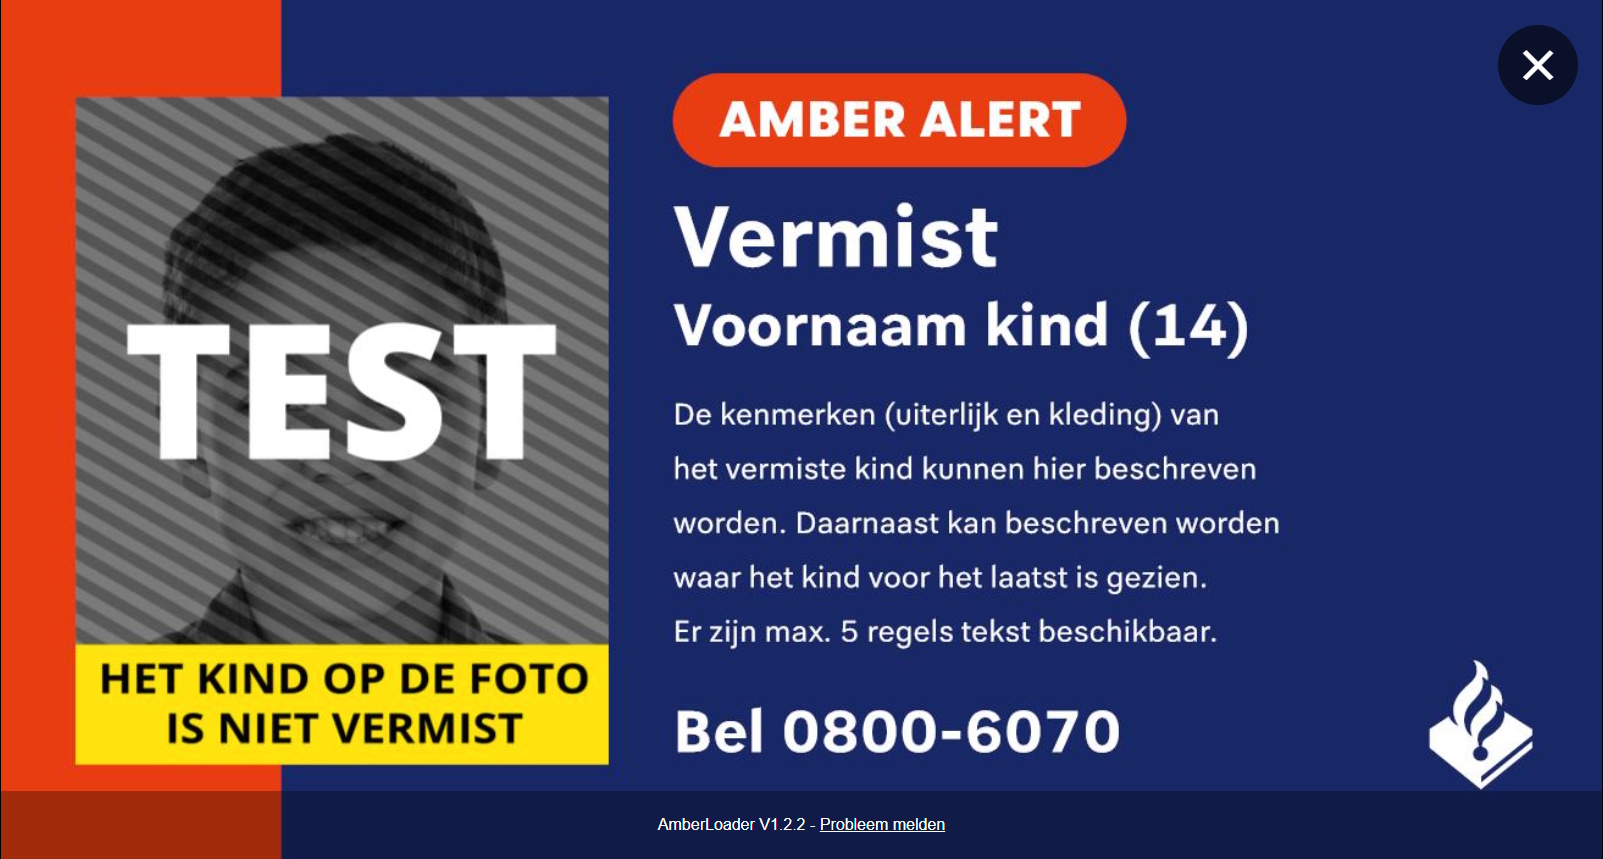 AMBER ALERT
Vermist
Voornaam kind (14)
De kenmerken (uiterlijk en kleding) van
het vermiste kind kunnen hier beschreven
worden. Daarnaast kan beschreven worden
waar het kind voor het laatst is gezien.
Er zijn max. 5 regels tekst beschikbaar.
Bel 0800-6070
TEST
HET KIND OP DE FOTO
IS NIET VERMIST
AmberLoader V1.2.2 - Probleem melden